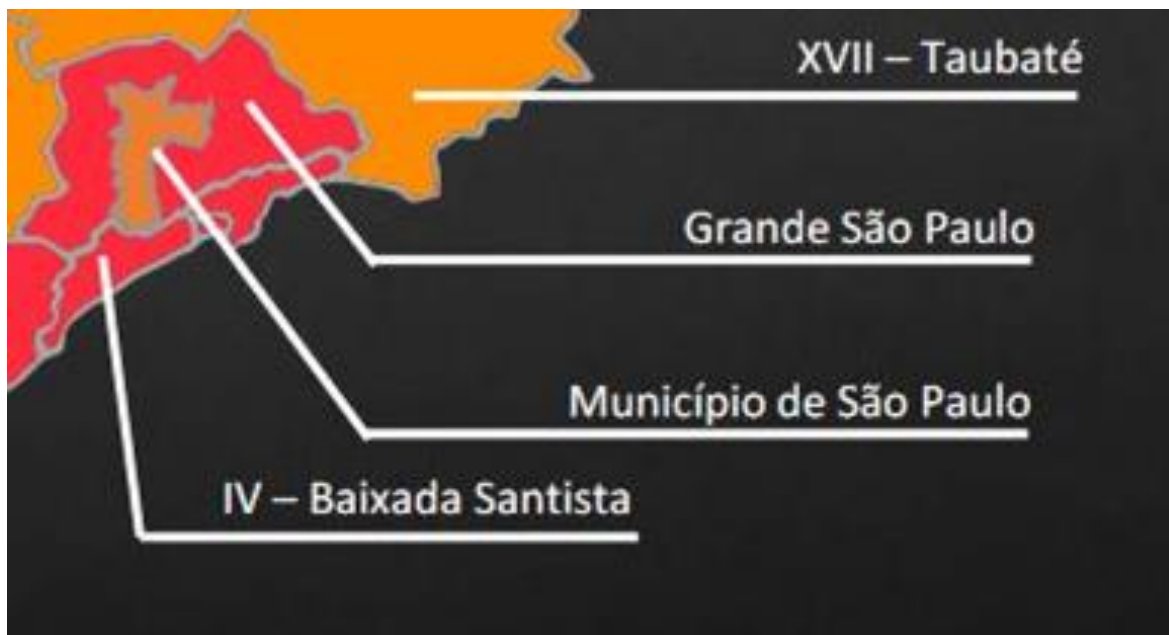 XVII – Taubaté
Grande São Paulo
Município de São Paulo
IV – Baixada Santista